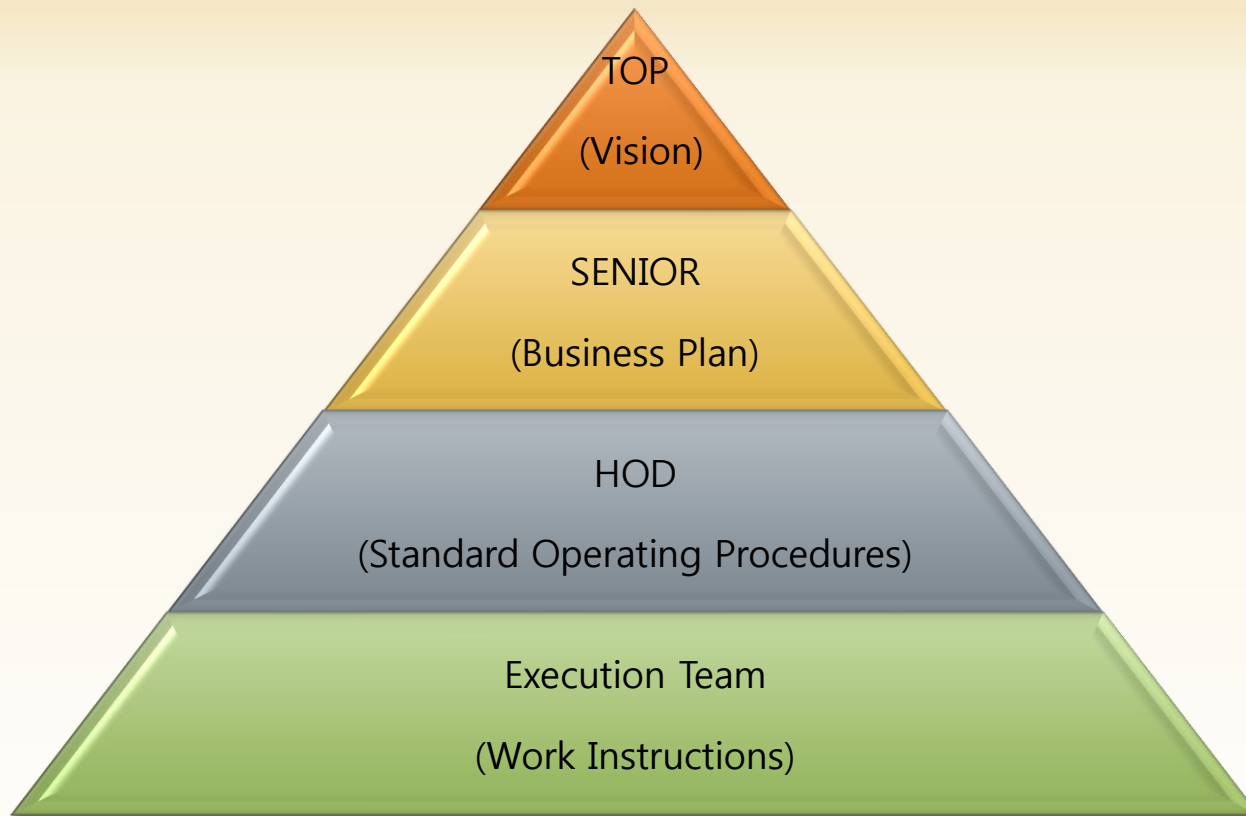 TOP
(Vision)
SENIOR
(Business Plan)
HOD
(Standard Operating Procedures)
Execution Team
(Work Instructions)